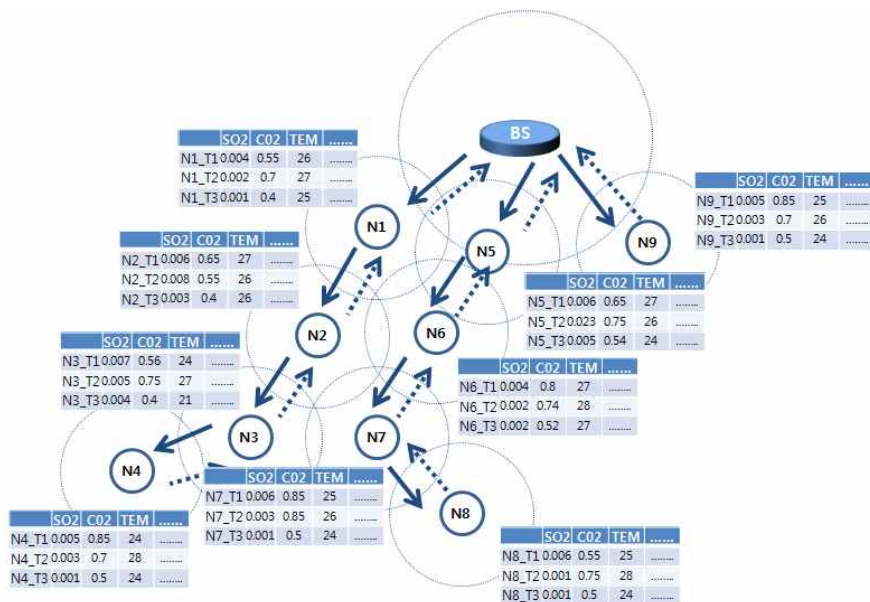 BS
SO2 C02 TEM ......
N1_T1 0.004 0.55 26 ........
N1_T2 0.002 0.7 27 ........
N1_T3 0.001 0.4 25 ........
SO2 C02 TEM ......
N9_T1 0.005 0.85 25 ........
N9_T2 0.003 0.7 26 ........
N9_T3 0.001 0.5 24 ........
N1
N5
N9
SO2 C02 TEM ......
N2_T1 0.006 0.65 27 ........
N2_T2 0.008 0.55 26 ........
N2_T3 0.003 0.4 26 ........
SO2 C02 TEM ......
N5_T1 0.006 0.65 27 ........
N5_T2 0.023 0.75 26 ........
N5_T3 0.005 0.54 24 ........
N2
N6
SO2 C02 TEM ......
N3_T1 0.007 0.56 24 ........
N3_T2 0.005 0.75 27 ........
N3_T3 0.004 0.4 21 ........
SO2 C02 TEM ......
N6_T1 0.004 0.8 27 ........
N6_T2 0.002 0.74 28 ........
N6_T3 0.002 0.52 27 ........
N3
N7
N4
SO2 C02 TEM ......
N7_T1 0.006 0.85 25 ........
N7_T2 0.003 0.85 26 ........
N7_T3 0.001 0.5 24 ........
N8
SO2 C02 TEM ......
N4_T1 0.005 0.85 24 ........
N4_T2 0.003 0.7 28 ........
N4_T3 0.001 0.5 24 ........
SO2 C02 TEM ......
N8_T1 0.006 0.55 25 ........
N8_T2 0.001 0.75 28 ........
N8_T3 0.001 0.5 24 ........